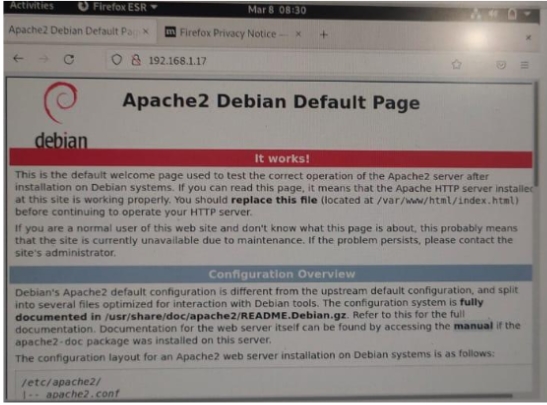 Activities
Firefox ESR
Mar 8 08:30
Apache2 Debian Default Pag
Firefox Privacy Notice —
192.168.1.17
debian
Apache2 Debian Default Page
It works!
This is the default welcome page used to test the correct operation of the Apache2 server after
installation on Debian systems. If you can read this page, it means that the Apache HTTP server installed
at this site is working properly. You should replace this file (located at /var/www/html/index.html)
before continuing to operate your HTTP server.
If you are a normal user of this web site and don't know what this page is about, this probably means
that the site is currently unavailable due to maintenance. If the problem persists, please contact the
site's administrator.
Configuration Overview
Debian's Apache2 default configuration is different from the upstream default configuration, and split
into several files optimized for interaction with Debian tools. The configuration system is fully
documented in /usr/share/doc/apache2/README.Debian.gz. Refer to this for the full
documentation. Documentation for the web server itself can be found by accessing the manual if the
apache2-doc package was installed on this server.
The configuration layout for an Apache2 web server installation on Debian systems is as follows:
/etc/apache2/
|-- apache2.conf